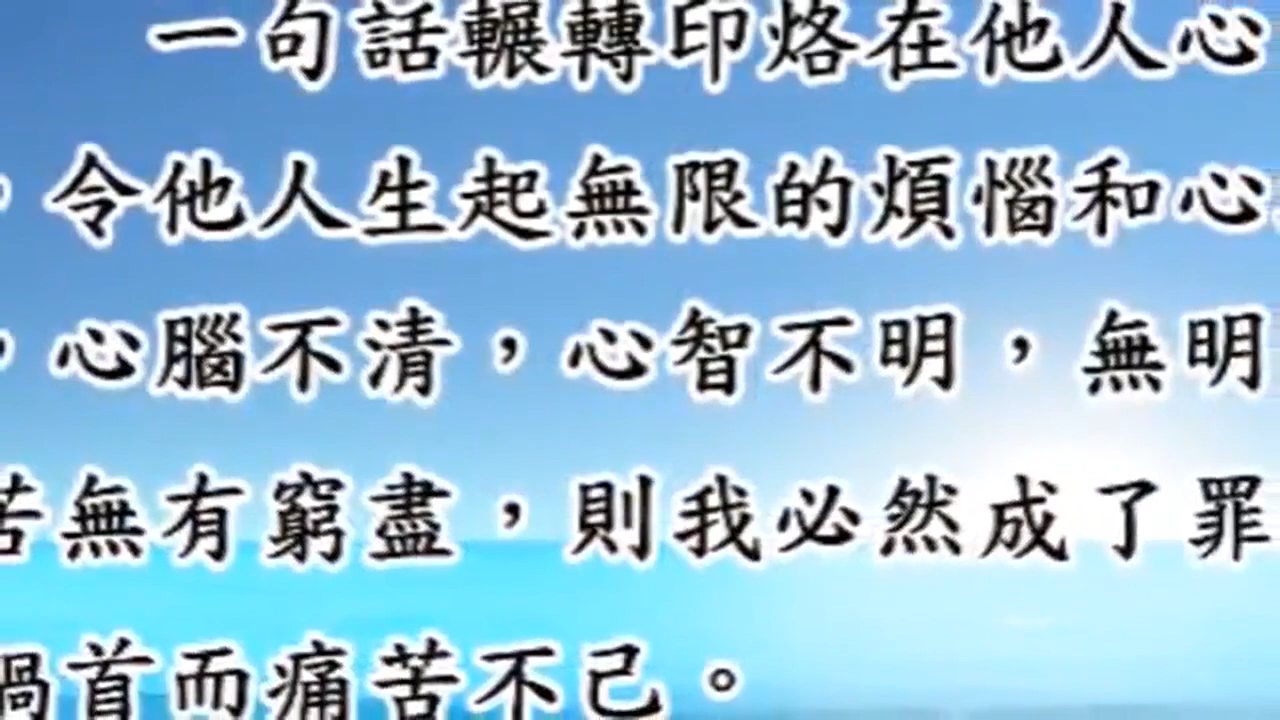 一句話輾轉印烙在他人心
，令他人生起無限的煩惱和心
，心腦不清，心智不明，無明
苦無有窮盡，則我必然成了罪
禍首而痛苦不已。